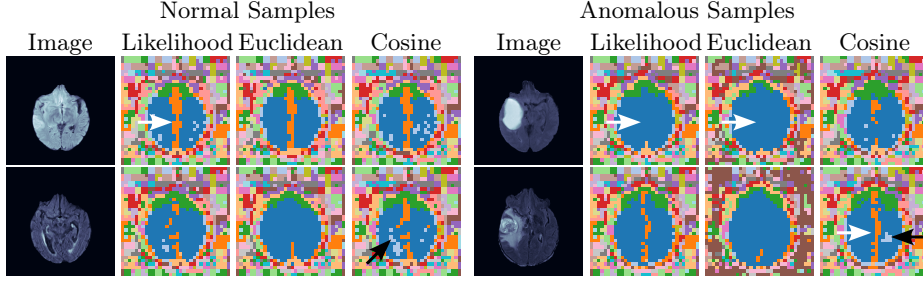 Normal Samples Anomalous Samples
Image Likelihood Euclidean Cosine Image Likelihood Euclidean Cosine